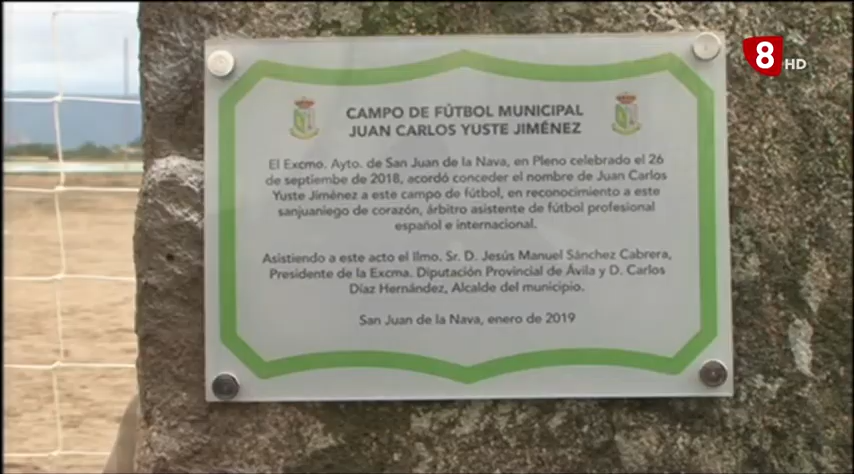 8 HD
CAMPO DE FÚTBOL MUNICIPAL
JUAN CARLOS YUSTE JIMÉNEZ
El Excmo. Ayto. de San Juan de la Nava, en Pleno celebrado el 26
de septiembe de 2018, acordó conceder el nombre de Juan Carlos
Yuste Jiménez a este campo de fútbol, en reconocimiento a este
sanjuaniego de corazón, árbitro asistente de fútbol profesional
español e internacional.
Asistiendo a este acto el Ilmo. Sr. D. Jesús Manuel Sánchez Cabrera,
Presidente de la Excma. Diputación Provincial de Ávila y D. Carlos
Díaz Hernández, Alcalde del municipio.
San Juan de la Nava, enero de 2019